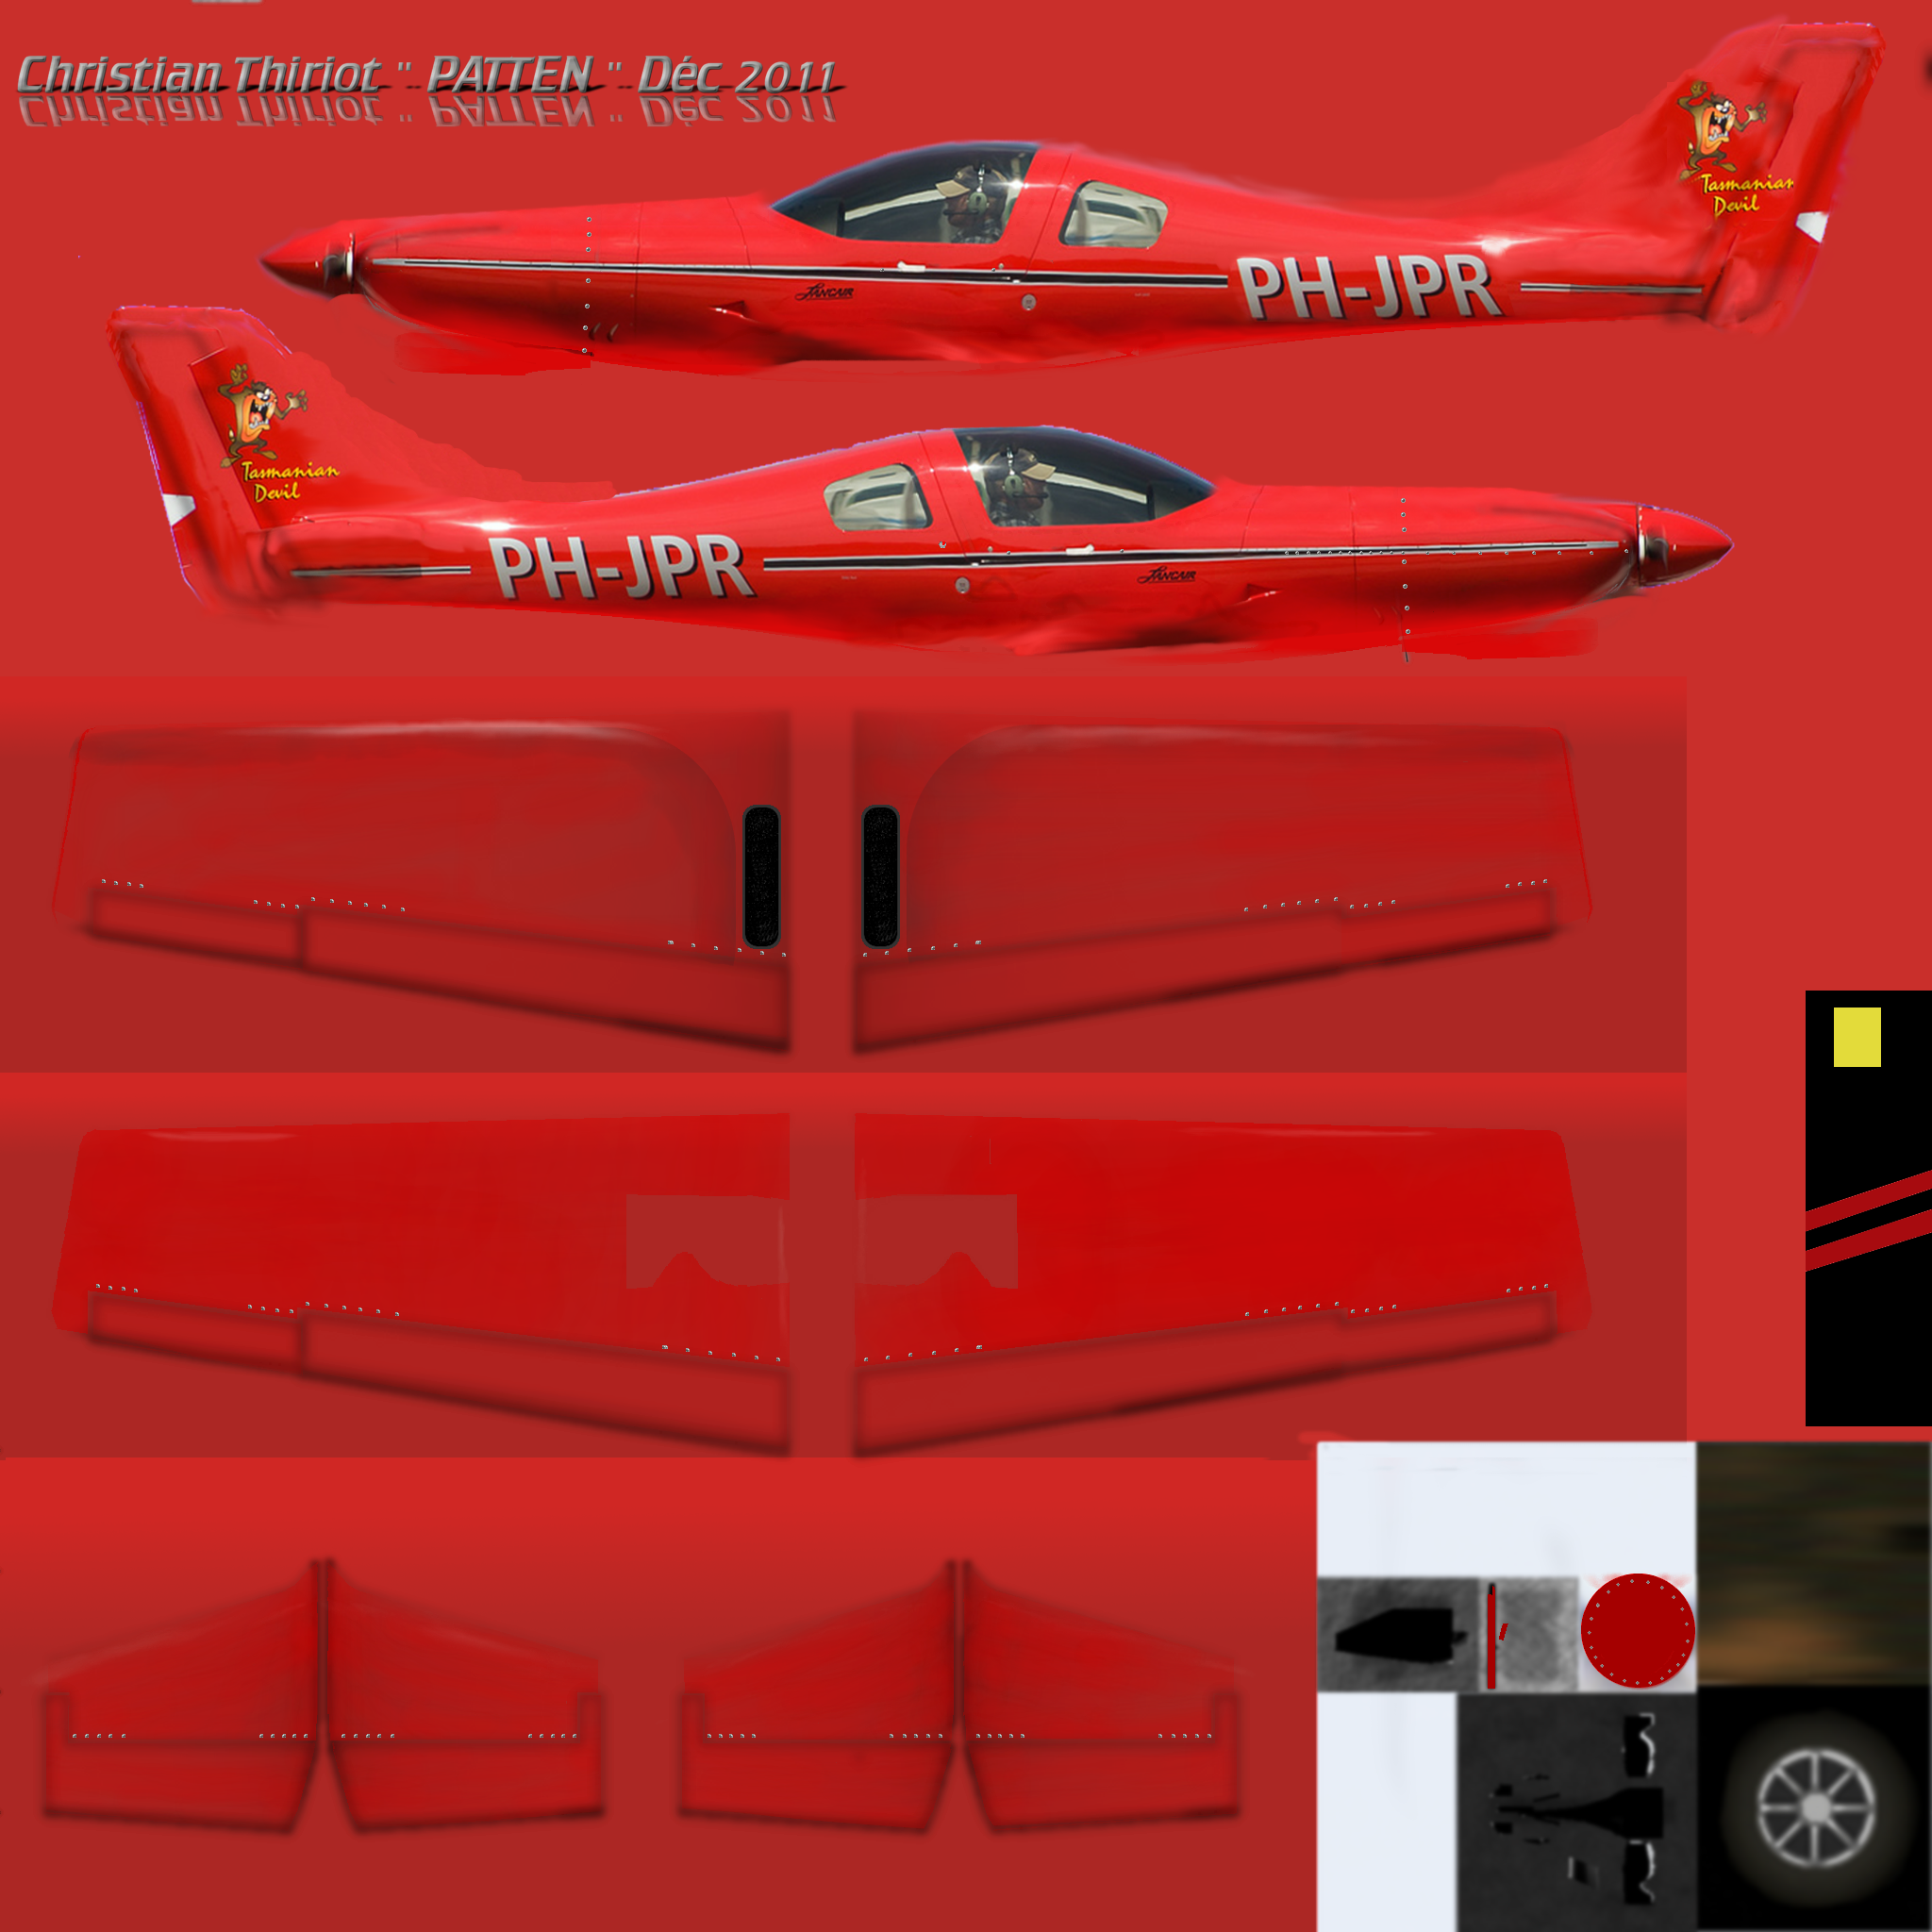 Christian Thiriot " PATTEN " Déc 2011
Tasmanian
Devil
PH-JPR
LANCAIR
Tasmanian
Devil
PH-JPR
LANCAIR